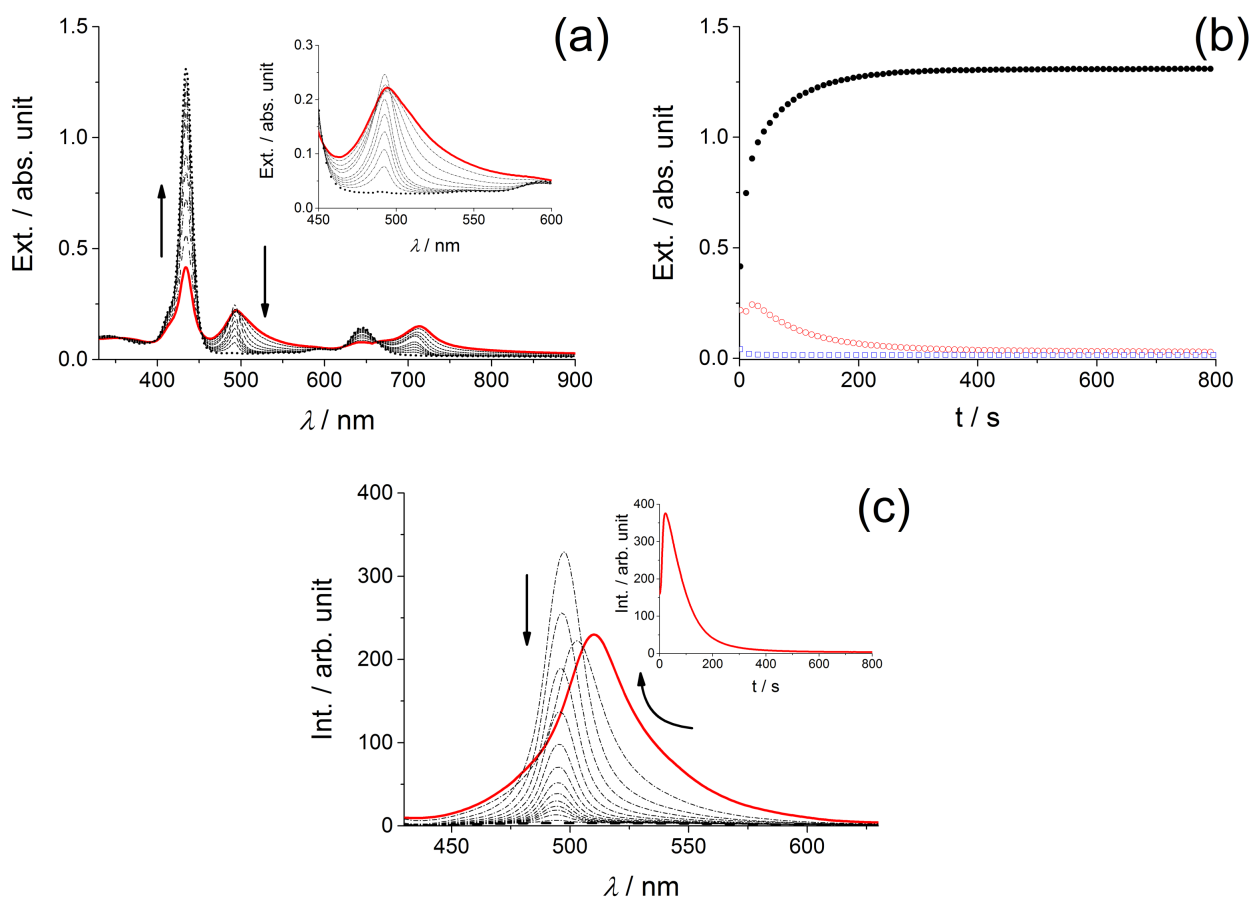 (a)
1.5
1.0
0.5
0.0
Ext. / abs. unit
400 500 600 700 800 900
λ / nm
0.3
0.2
0.1
0.0
Ext. / abs. unit
450 500 550 600
λ / nm
(b)
1.5
1.0
0.5
0.0
Ext. / abs. unit
0 200 400 600 800
t / s
(c)
400
300
200
100
0
Int. / arb. unit
450 500 550 600
λ / nm
400
300
200
100
0
Int. / arb. unit
0 200 400 600 800
t / s